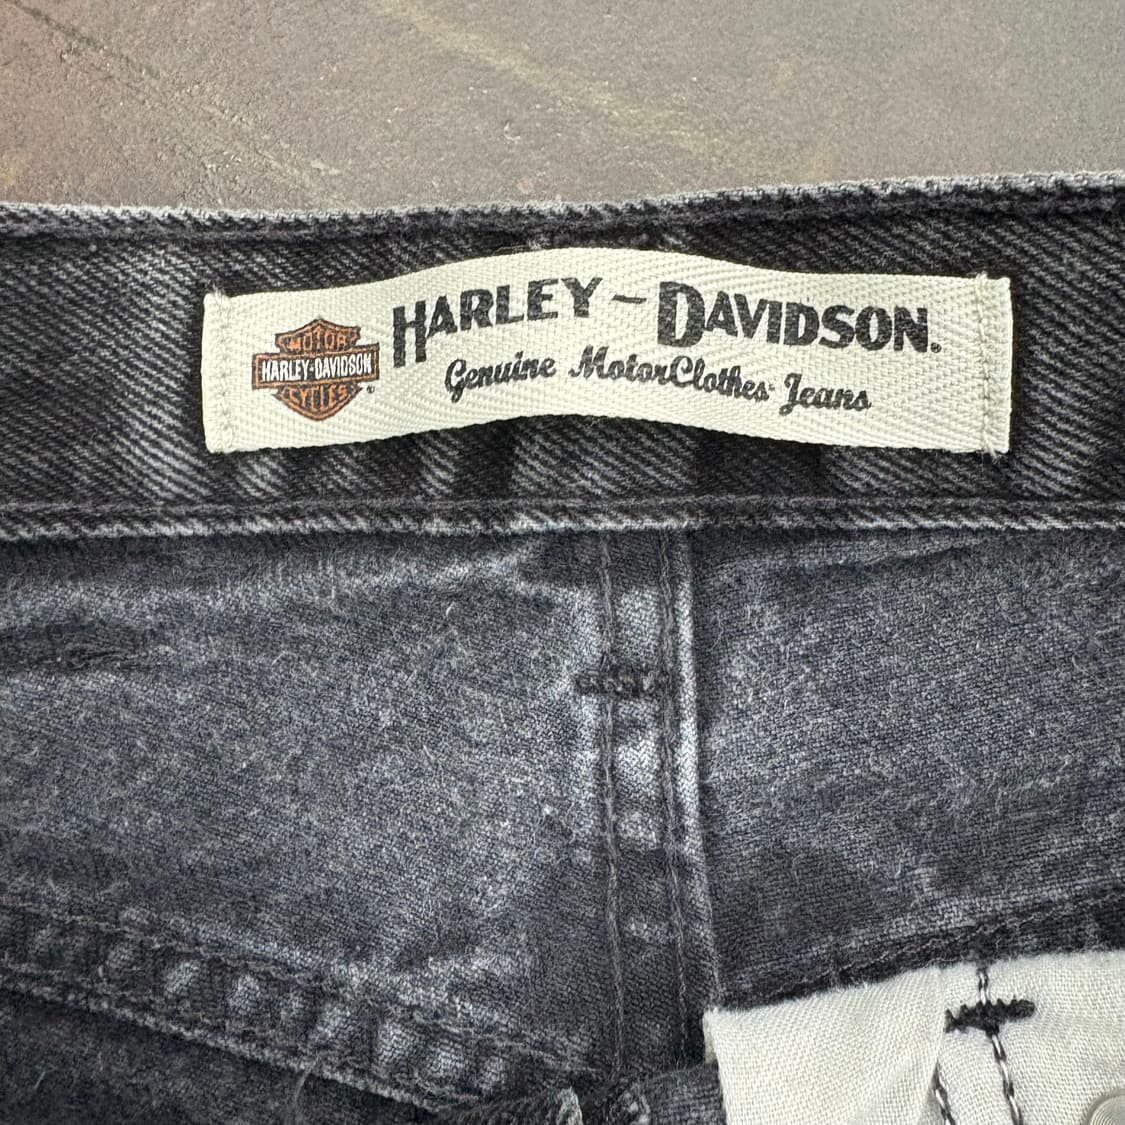 MOTOR
HARLEY-DAVIDSON
CYCLES
HARLEY-DAVIDSON.
Genuine MotorClothes® Jeans